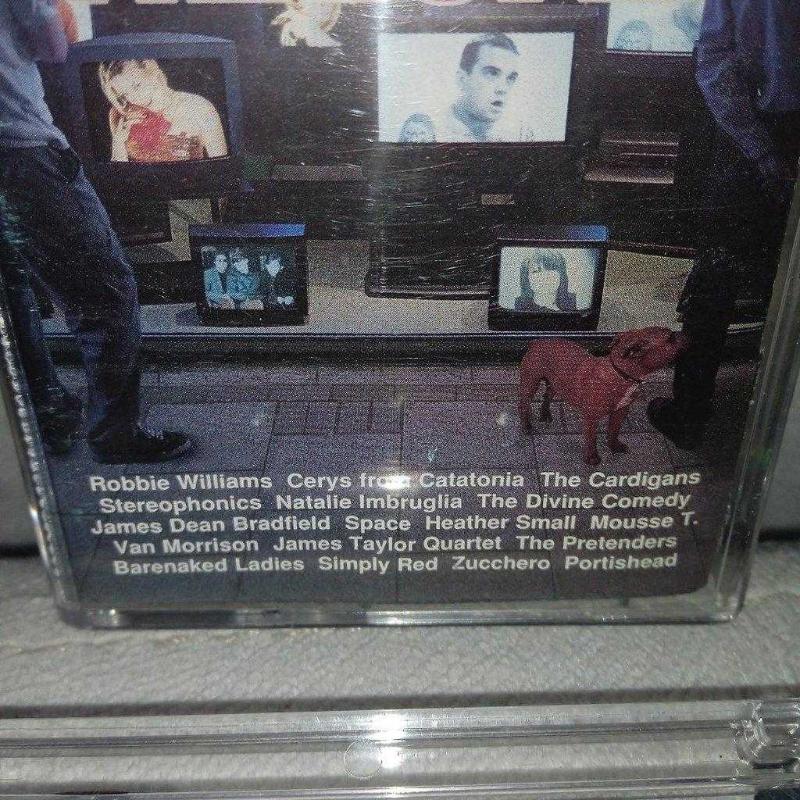 Robbie Williams Cerys from Catatonia The Cardigans
Stereophonics Natalie Imbruglia The Divine Comedy
James Dean Bradfield Space Heather Small Mousse T.
Van Morrison James Taylor Quartet The Pretenders
Barenaked Ladies Simply Red Zucchero Portishead